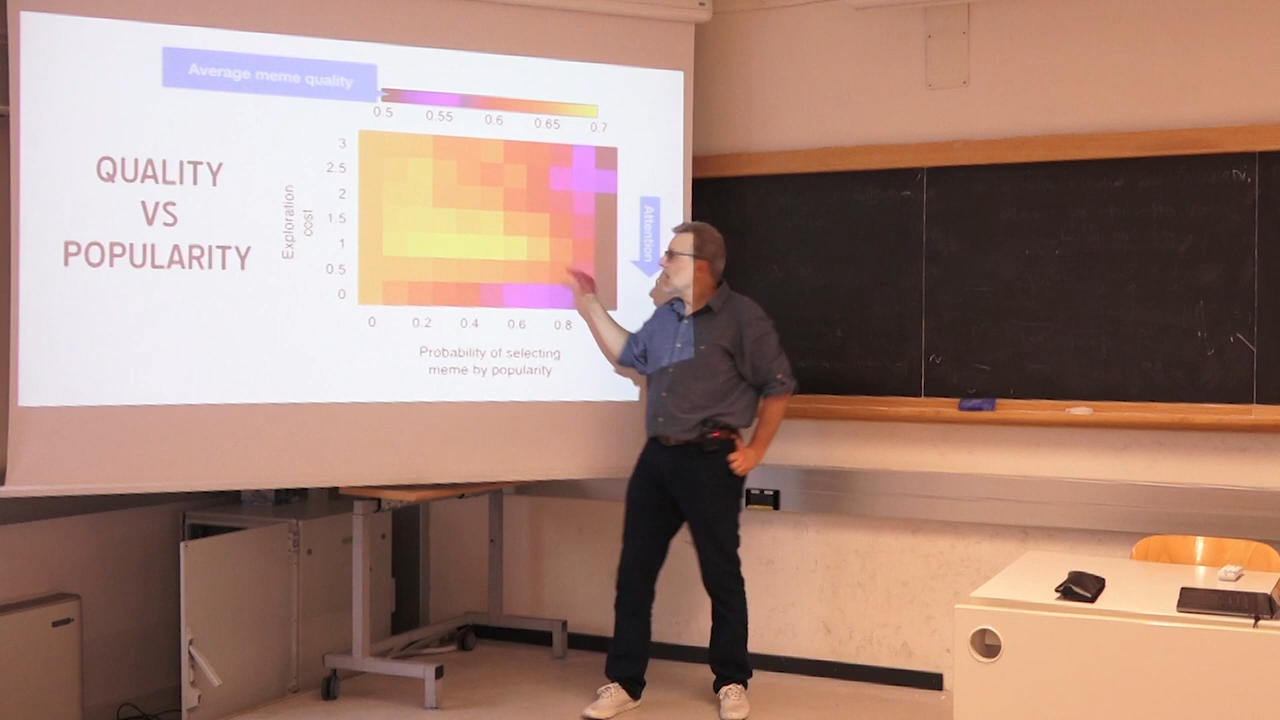 Average meme quality
0.5 0.55 0.6 0.65 0.7
QUALITY
VS
POPULARITY
Exploration
cost
3
2.5
2
1.5
1
0.5
0
Attention
0 0.2 0.4 0.6 0.8
Probability of selecting
meme by popularity